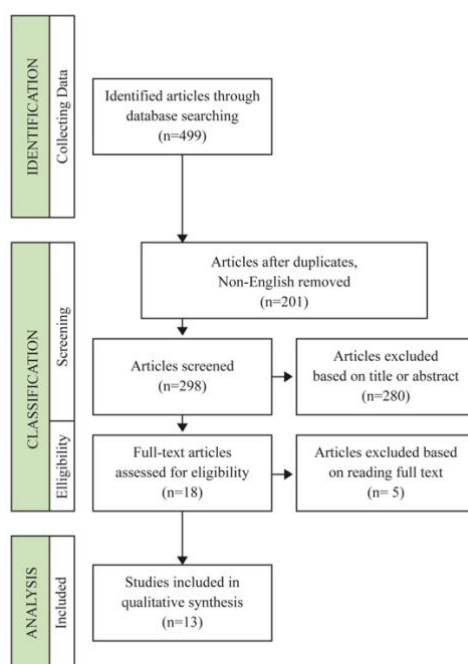 IDENTIFICATION
Collecting Data
Identified articles through
database searching
(n=499)
CLASSIFICATION
Screening
Articles after duplicates,
Non-English removed
(n=201)
Articles screened
(n=298)
Articles excluded
based on title or abstract
(n=280)
Elligibility
Full-text articles
assessed for eligibility
(n=18)
Articles excluded based
on reading full text
(n= 5)
ANALYSIS
Included
Studies included in
qualitative synthesis
(n=13)